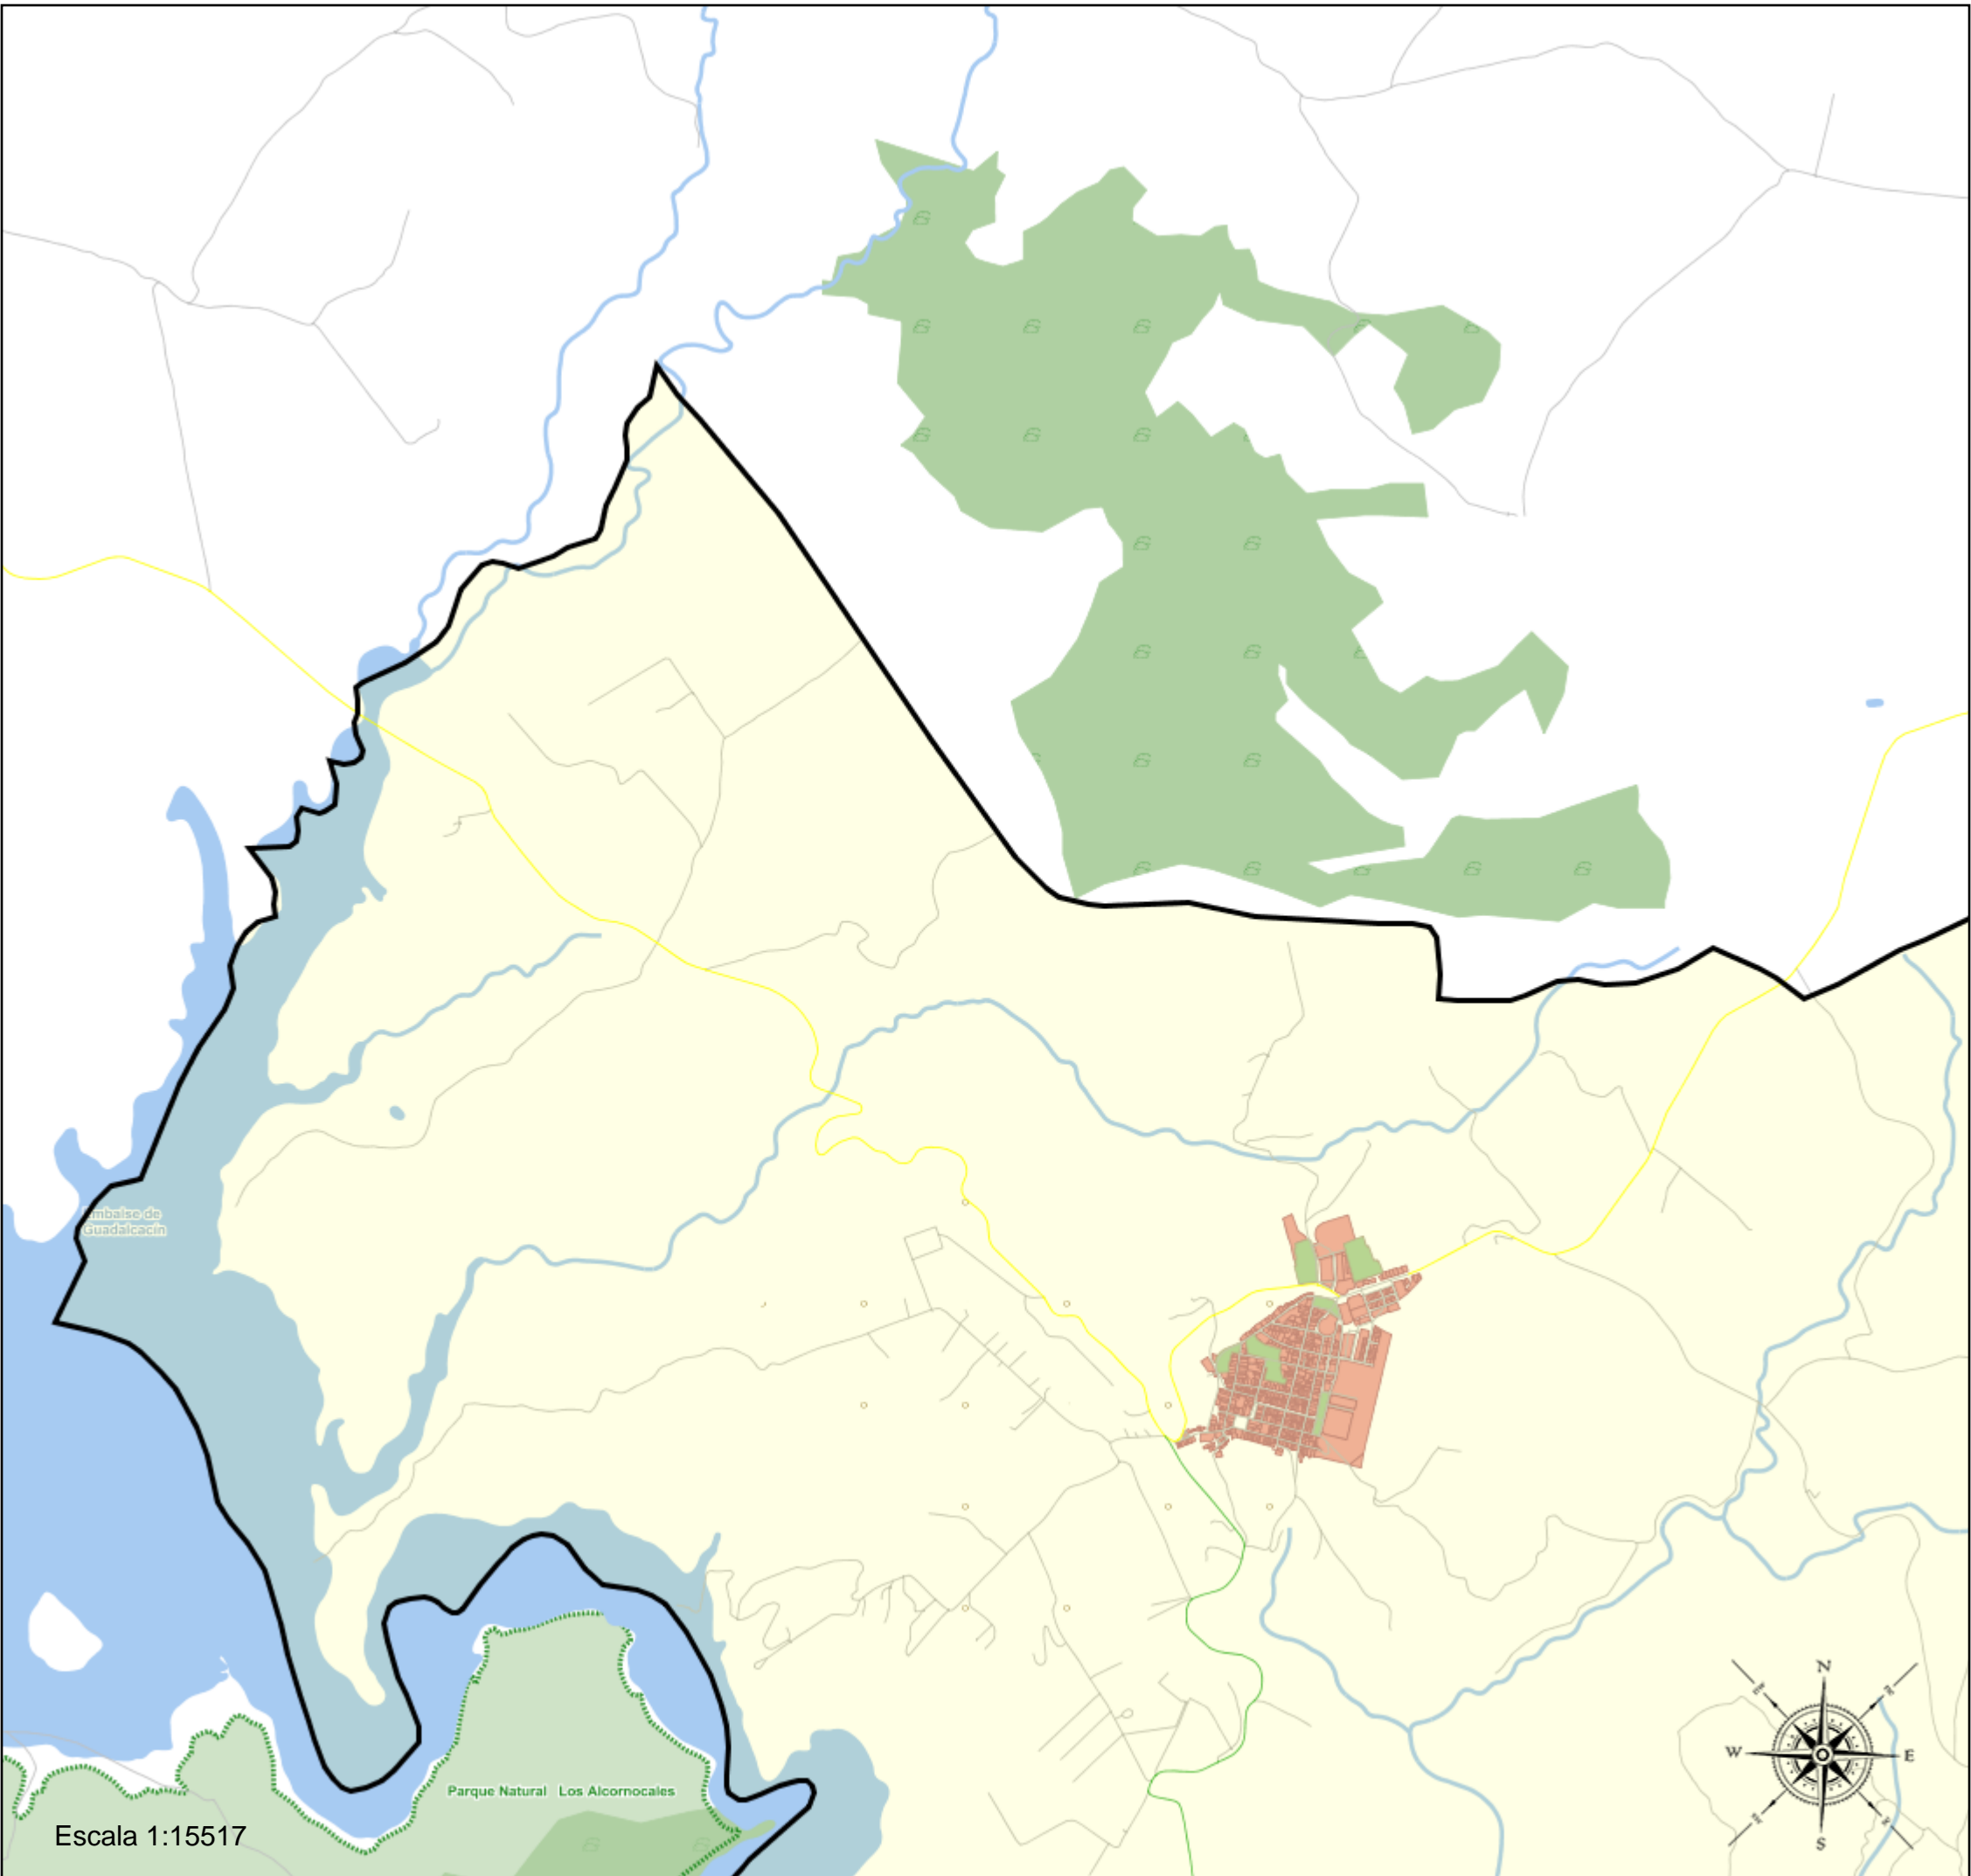 Embalse de
Guadalcacín
Parque Natural Los Alcornocales
Escala 1:15517
N
W
E
S